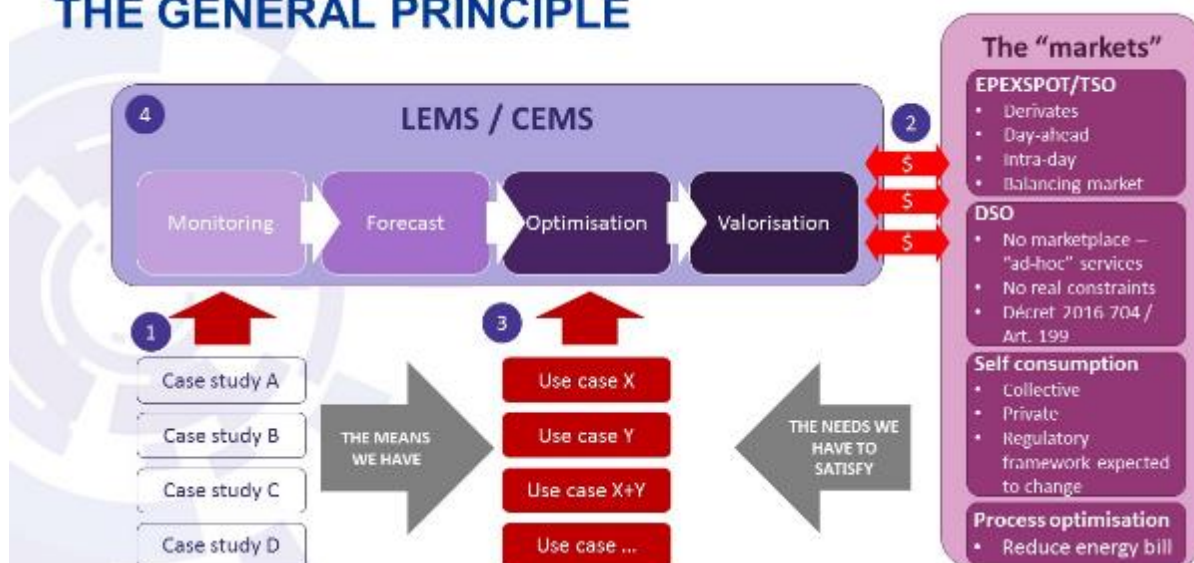 THE GENERAL PRINCIPLE
4
LEMS / CEMS
Monitoring
Forecast
Optimisation
Valorisation
2
$
$
$
1
Case study A
Case study B
Case study C
Case study D
THE MEANS
WE HAVE
3
Use case X
Use case Y
Use case X+Y
Use case ...
THE NEEDS WE
HAVE TO
SATISFY
The “markets”
EPEXSPOT/TSO
• Derivates
• Day-ahead
• Intra-day
• Balancing market
DSO
• No marketplace –
“ad-hoc” services
• No real constraints
• Décret 2016 704 /
Art. 199
Self consumption
• Collective
• Private
• Regulatory
framework expected
to change
Process optimisation
• Reduce energy bill